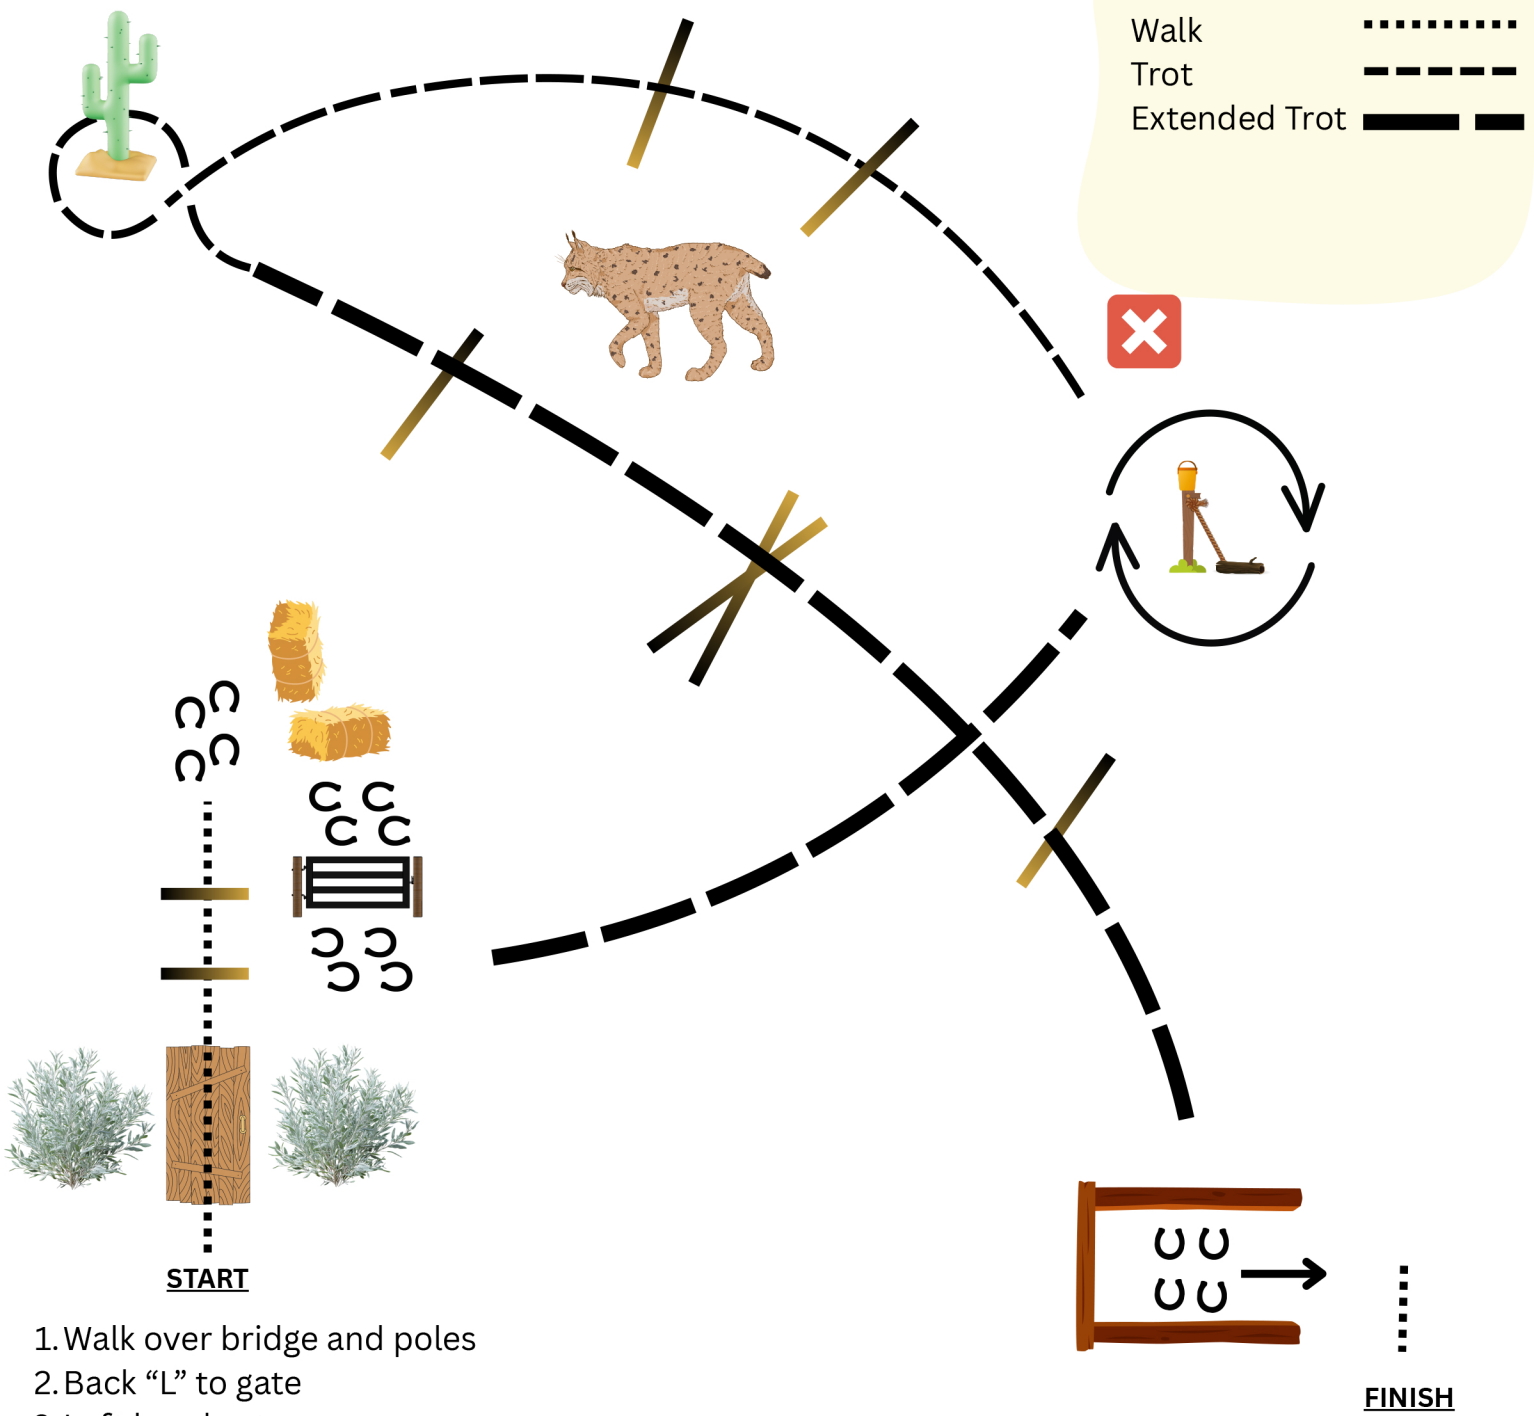 Walk
Trot
Extended Trot
START
1. Walk over bridge and poles
2. Back “L” to gate
FINISH